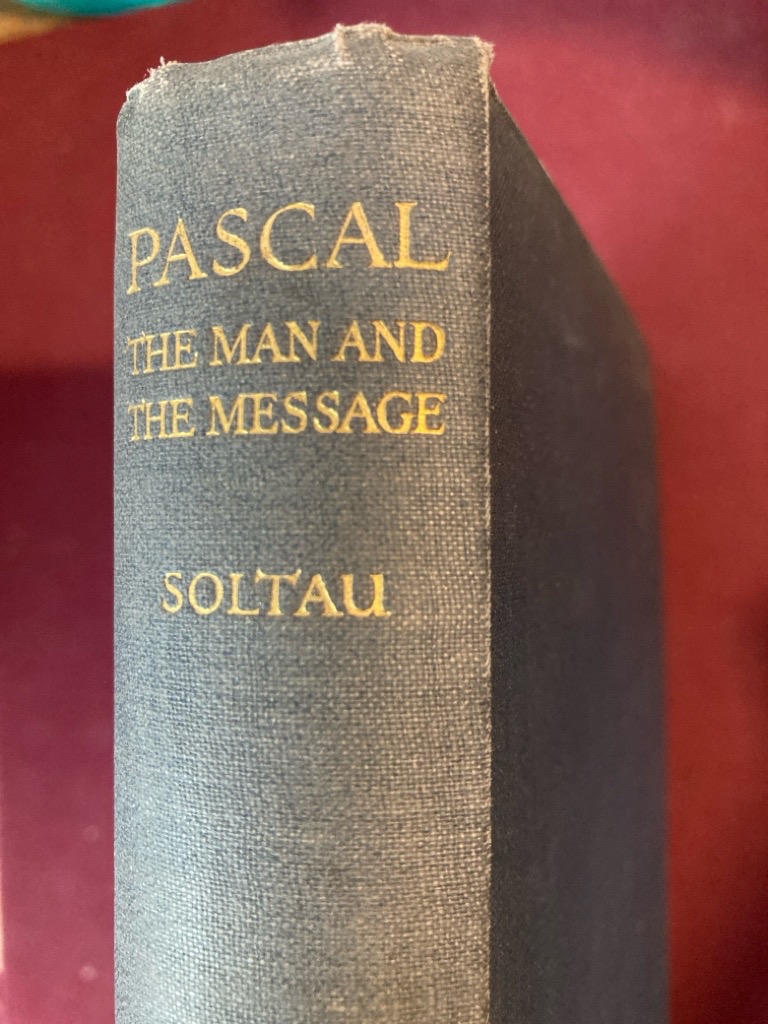 PASCAL
THE MAN AND
THE MESSAGE
SOLTAU